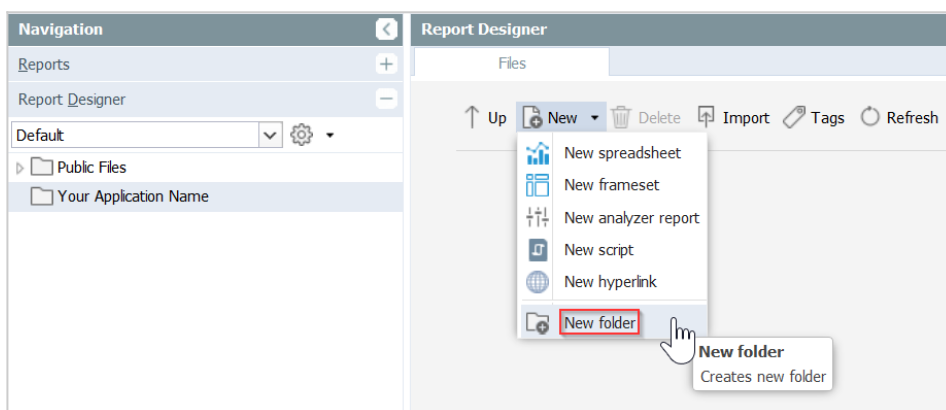 Navigation
Report Designer
Reports
Files
Report Designer
Up New Delete Import Tags Refresh
Default
New spreadsheet
Public Files
New frameset
Your Application Name
New analyzer report
New script
New hyperlink
New folder
New folder
Creates new folder